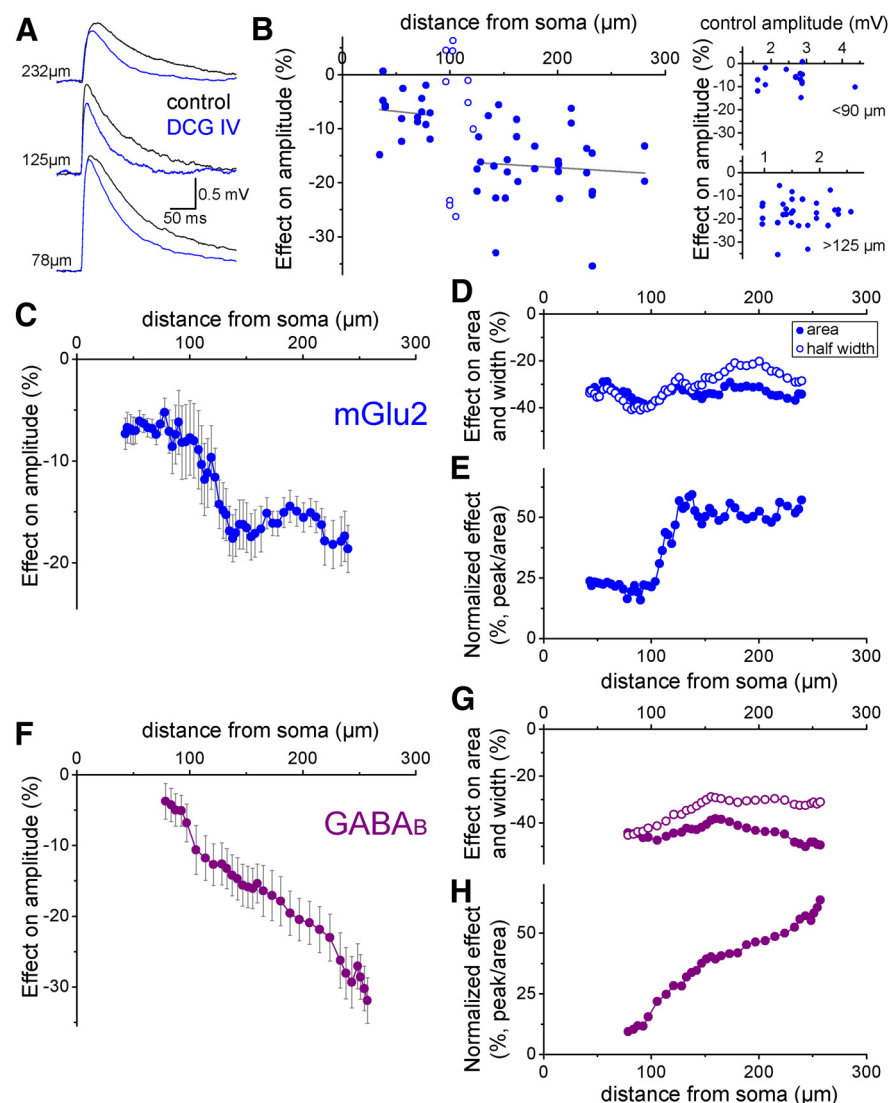 A
232µm
control
DCG IV
125µm
0.5 mV
50 ms
78µm
B
distance from soma (µm)
0 100 200 300
Effect on amplitude (%)
10
0
-10
-20
-30
control amplitude (mV)
2 3 4
Effect on amplitude (%)
0
-10
-20
-30
<90 µm
1 2
0
-10
-20
-30
>125 µm
C
distance from soma (µm)
0 100 200 300
Effect on amplitude (%)
0
-10
-20
mGlu2
D
0 100 200 300
Effect on area
and width (%)
0
-20
-40
area
half width
E
Normalized effect
(%, peak/area)
50
25
0
0 100 200 300
distance from soma (µm)
F
distance from soma (µm)
0 100 200 300
Effect on amplitude (%)
0
-10
-20
-30
GABAB
G
0 100 200 300
Effect on area
and width (%)
0
-20
-40
H
Normalized effect
(%, peak/area)
50
25
0
0 100 200 300
distance from soma (µm)